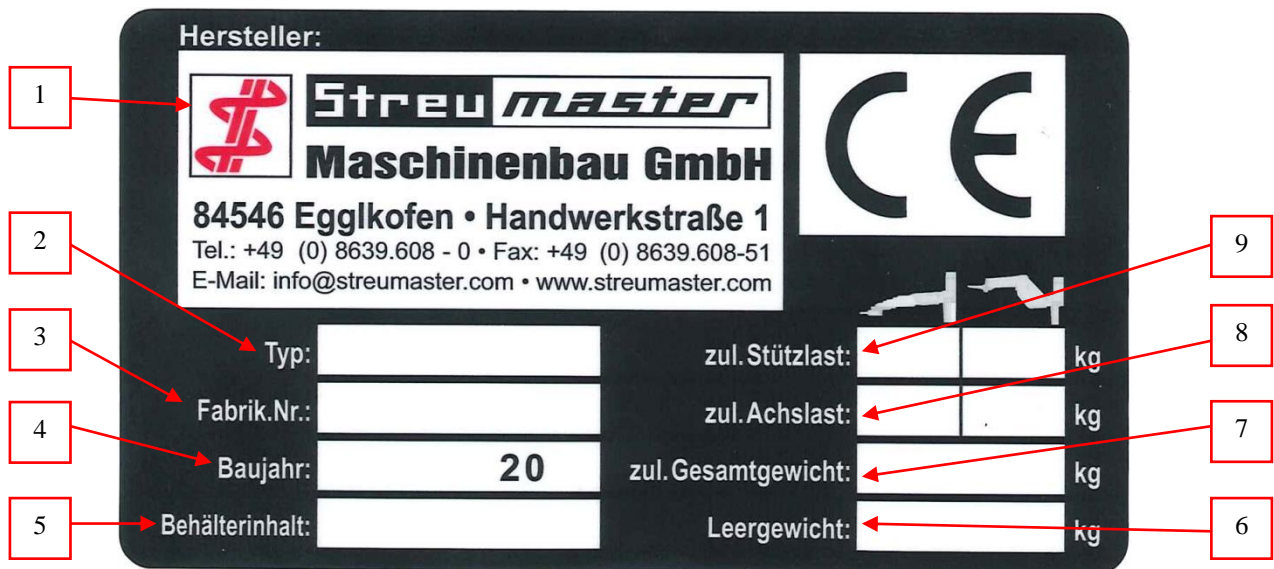 Hersteller:
1
Streu master
Maschinenbau GmbH
84546 Egglkofen • Handwerkstraße 1
Tel.: +49 (0) 8639.608 - 0 • Fax: +49 (0) 8639.608-51
E-Mail: info@streumaster.com • www.streumaster.com
CE
2
Typ:
3
Fabrik.Nr.:
4
Baujahr: 20
5
Behälterinhalt:
9
zul.Stützlast: kg
8
zul.Achslast: kg
7
zul.Gesamtgewicht: kg
6
Leergewicht: kg